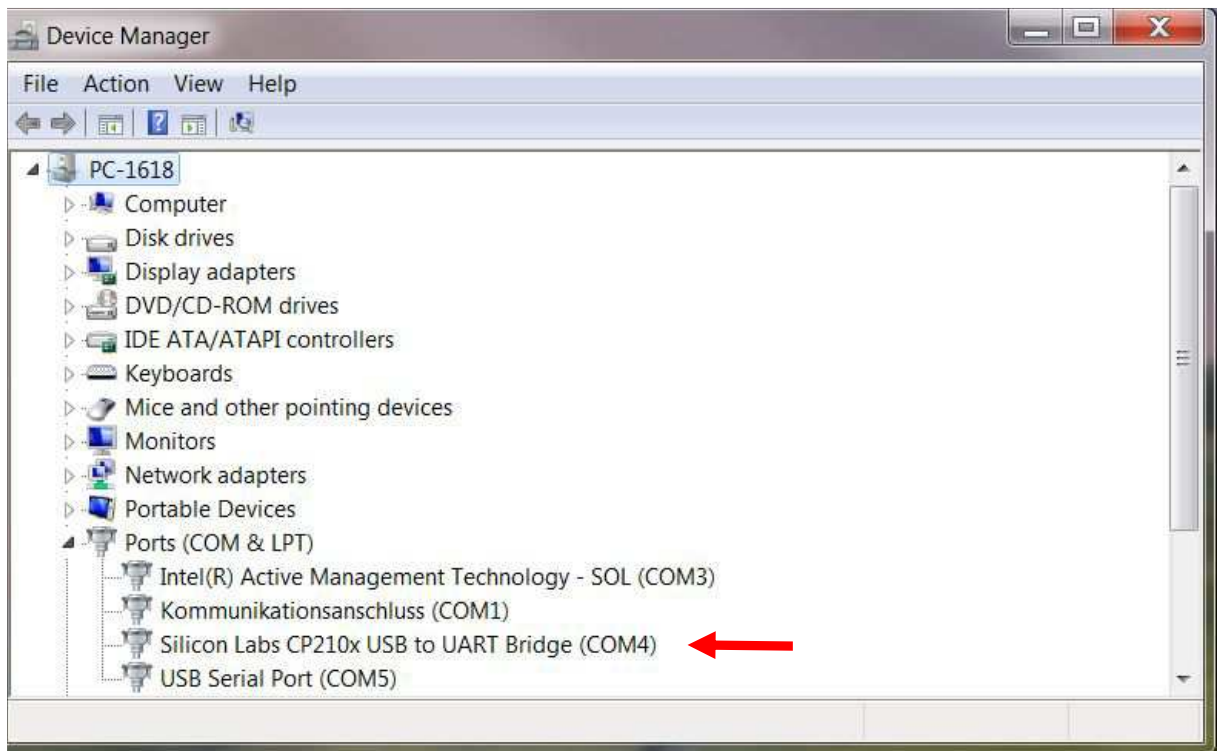 Device Manager
File Action View Help
PC-1618
Computer
Disk drives
Display adapters
DVD/CD-ROM drives
IDE ATA/ATAPI controllers
Keyboards
Mice and other pointing devices
Monitors
Network adapters
Portable Devices
Ports (COM & LPT)
Intel(R) Active Management Technology - SOL (COM3)
Kommunikationsanschluss (COM1)
Silicon Labs CP210x USB to UART Bridge (COM4)
USB Serial Port (COM5)